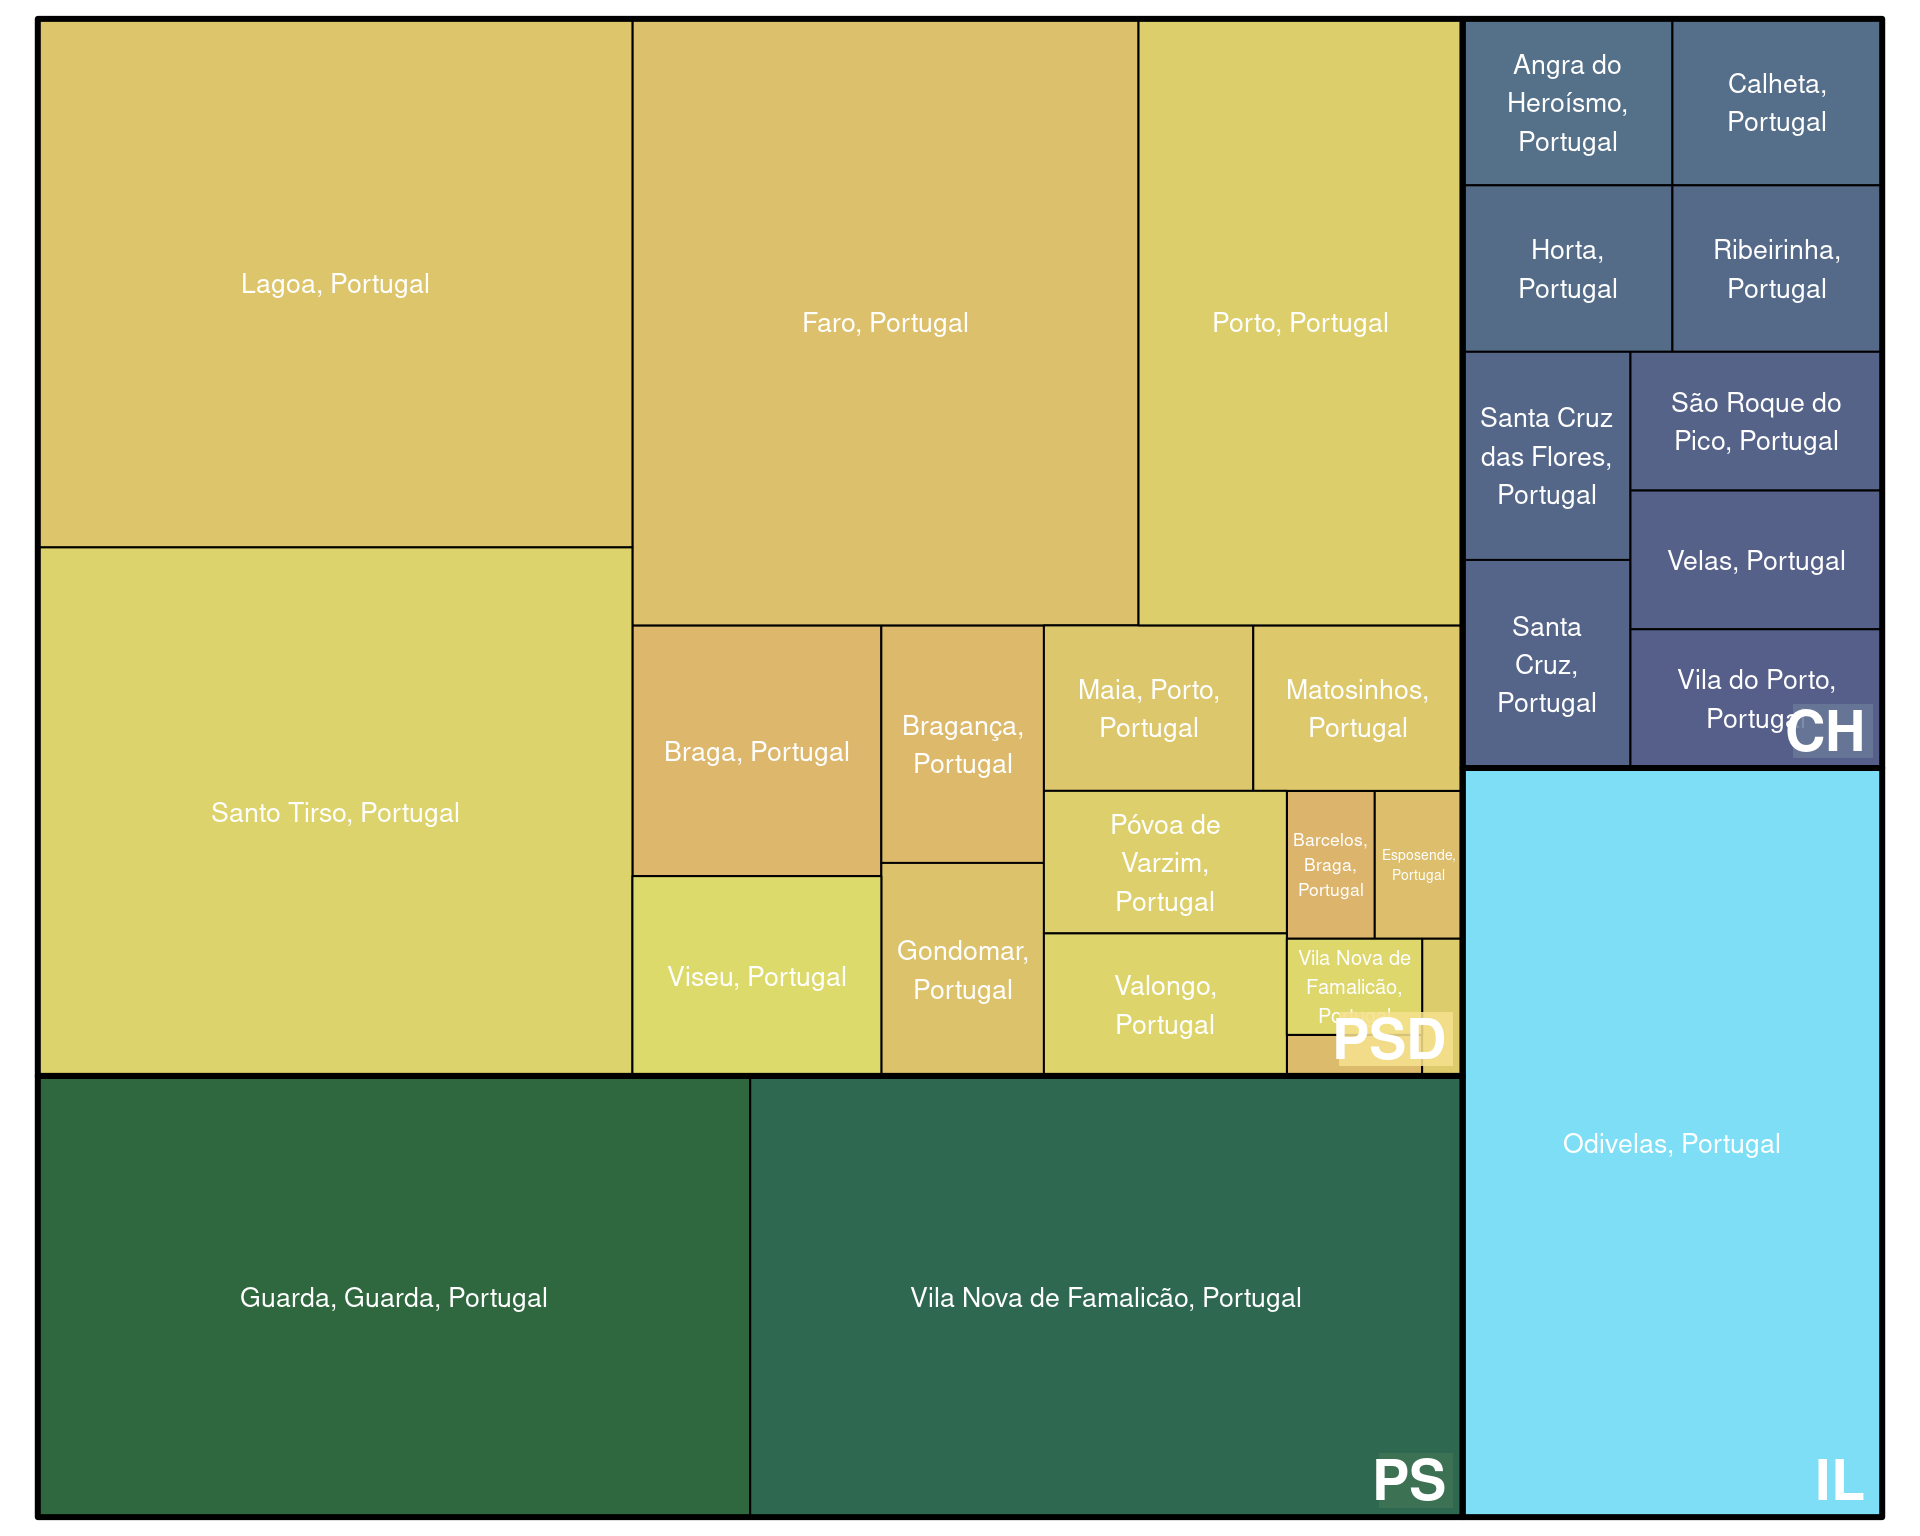 Lagoa, Portugal
Faro, Portugal
Porto, Portugal
Santo Tirso, Portugal
Braga, Portugal
Bragança,
Portugal
Maia, Porto,
Portugal
Matosinhos,
Portugal
Viseu, Portugal
Gondomar,
Portugal
Póvoa de
Varzim,
Portugal
Valongo,
Portugal
Barcelos,
Braga,
Portugal
Esposende,
Portugal
Vila Nova de
Famalicão,
Portugal
PSD
Guarda, Guarda, Portugal
Vila Nova de Famalicão, Portugal
PS
Angra do
Heroísmo,
Portugal
Calheta,
Portugal
Horta,
Portugal
Ribeirinha,
Portugal
Santa Cruz
das Flores,
Portugal
São Roque do
Pico, Portugal
Velas, Portugal
Santa
Cruz,
Portugal
Vila do Porto,
Portugal
CH
Odivelas, Portugal
IL